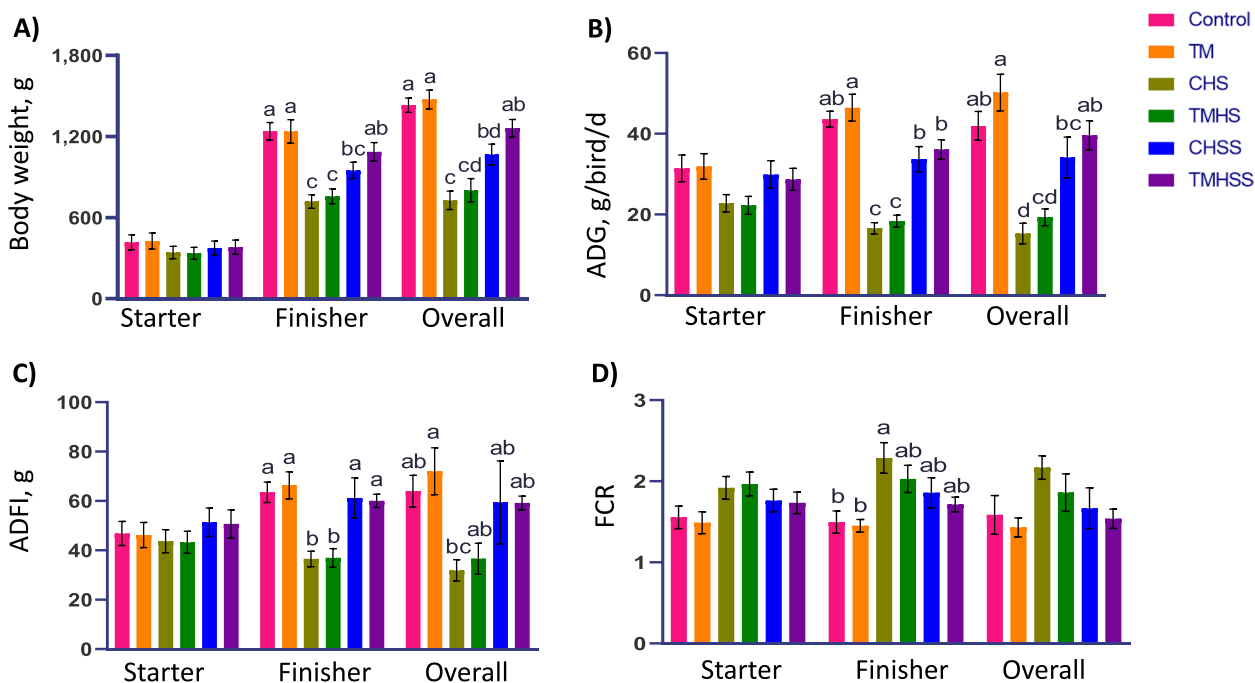 A)
Body weight, g
1,800
1,200
600
0
a a c c bc ab
a a c cd bd ab
Starter Finisher Overall
B)
ADG, g/bird/d
60
40
20
0
ab a c c b b
ab a d cd bc ab
Starter Finisher Overall
Control
TM
CHS
TMHS
CHSS
TMHSS
C)
ADFI, g
100
80
60
40
20
0
a a b b a a
ab a bc ab ab ab
Starter Finisher Overall
D)
FCR
3
2
1
0
b b a ab ab ab
Starter Finisher Overall